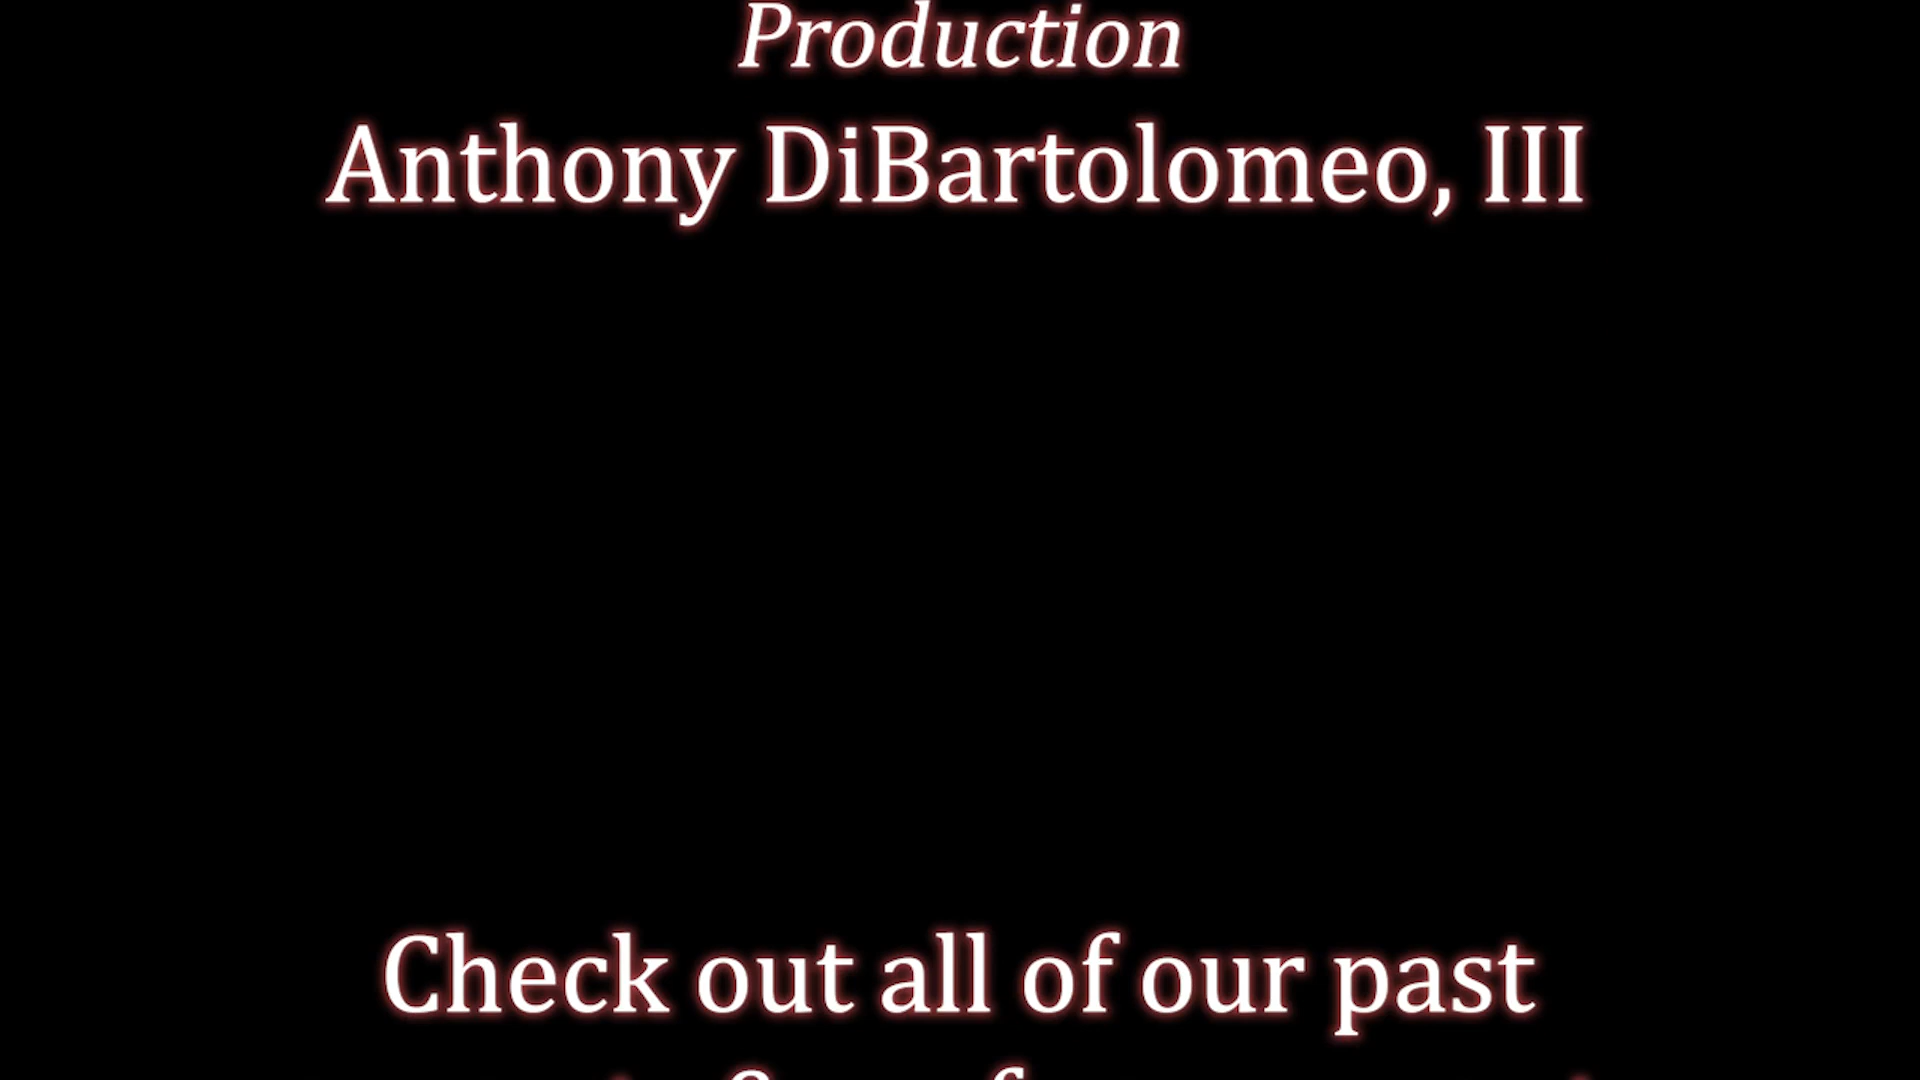 Production
Anthony DiBartolomeo, III
Check out all of our past